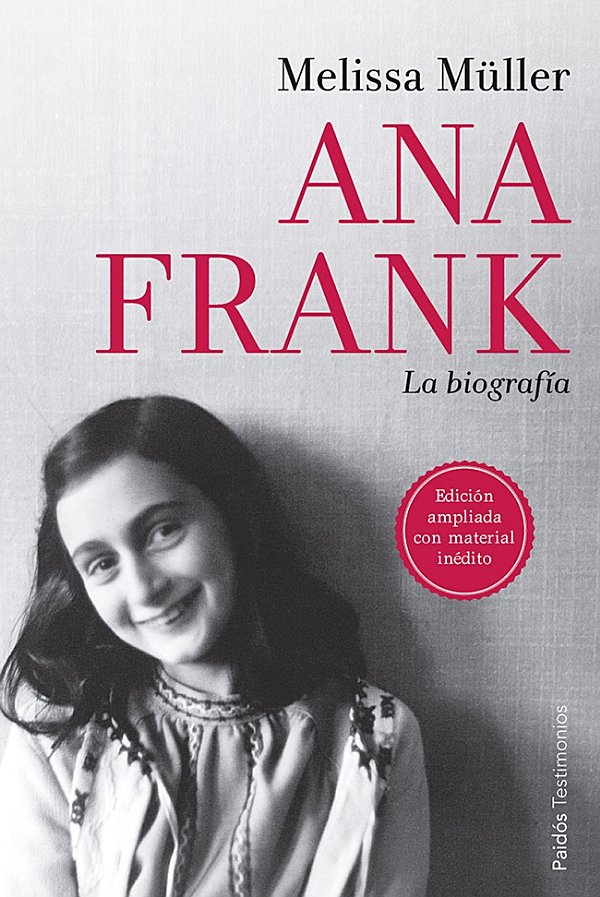 Melissa Müller
ANA
FRANK
La biografía
Edición
ampliada
con material
inédito
Paidós Testimonios